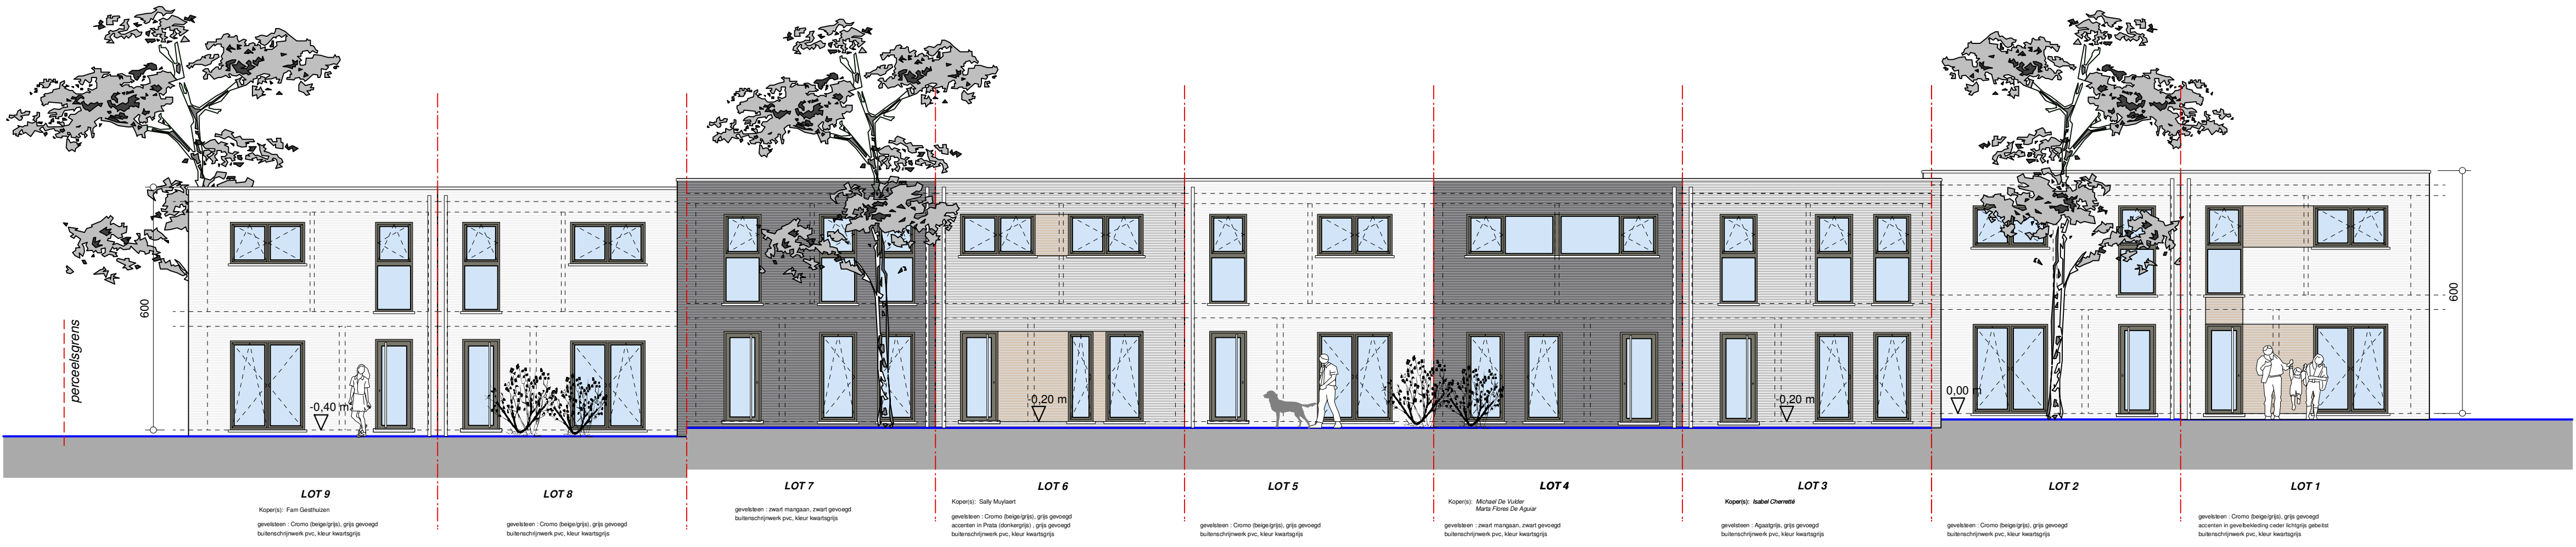 perceelsgrens
600
-0,40 m
-0,20 m
-0,20 m
0,00 m
600
LOT 9
Koper(s): Fam Gesthuizen
gevelsteen : Cromo (beige/grijs), grijs gevoegd
buitenschrijnwerk pvc, kleur kwartsgrijs
LOT 8
gevelsteen : Cromo (beige/grijs), grijs gevoegd
buitenschrijnwerk pvc, kleur kwartsgrijs
LOT 7
gevelsteen : zwart mangaan, zwart gevoegd
buitenschrijnwerk pvc, kleur kwartsgrijs
LOT 6
Koper(s): Sally Muylaert
gevelsteen : Cromo (beige/grijs), grijs gevoegd
accenten in Prata (donkergrijs) , grijs gevoegd
buitenschrijnwerk pvc, kleur kwartsgrijs
LOT 5
gevelsteen : Cromo (beige/grijs), grijs gevoegd
buitenschrijnwerk pvc, kleur kwartsgrijs
LOT 4
Koper(s): Michael De Vulder
Marta Flores De Aguiar
gevelsteen : zwart mangaan, zwart gevoegd
buitenschrijnwerk pvc, kleur kwartsgrijs
LOT 3
Koper(s): Isabel Cherretté
gevelsteen : Agaatgrijs, grijs gevoegd
buitenschrijnwerk pvc, kleur kwartsgrijs
LOT 2
gevelsteen : Cromo (beige/grijs), grijs gevoegd
buitenschrijnwerk pvc, kleur kwartsgrijs
LOT 1
gevelsteen : Cromo (beige/grijs), grijs gevoegd
accenten in gevelbekleding ceder lichtgrijs gebeitst
buitenschrijnwerk pvc, kleur kwartsgrijs